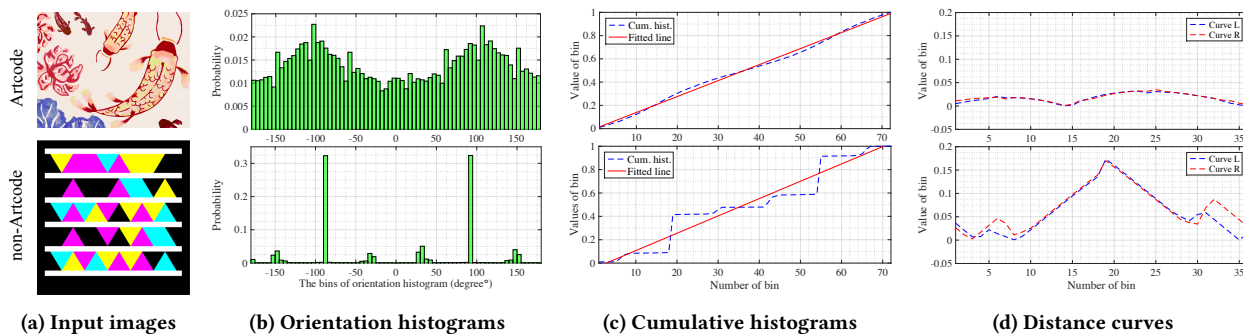 Artcode
non-Artcode
0.025
0.02
0.015
0.01
0.005
0
Probability
-150 -100 -50 0 50 100 150
0.3
0.2
0.1
0
Probability
-150 -100 -50 0 50 100 150
The bins of orientation histogram (degree°)
1
0.8
0.6
0.4
0.2
0
Value of bin
Cum. hist.
Fitted line
10 20 30 40 50 60 70
1
0.8
0.6
0.4
0.2
0
Values of bin
Cum. hist.
Fitted line
10 20 30 40 50 60 70
Number of bin
0.2
0.15
0.1
0.05
0
-0.05
Value of bin
Curve L
Curve R
5 10 15 20 25 30 35
0.2
0.15
0.1
0.05
0
-0.05
Value of bin
Curve L
Curve R
5 10 15 20 25 30 35
Number of bin
(a) Input images
(b) Orientation histograms
(c) Cumulative histograms
(d) Distance curves